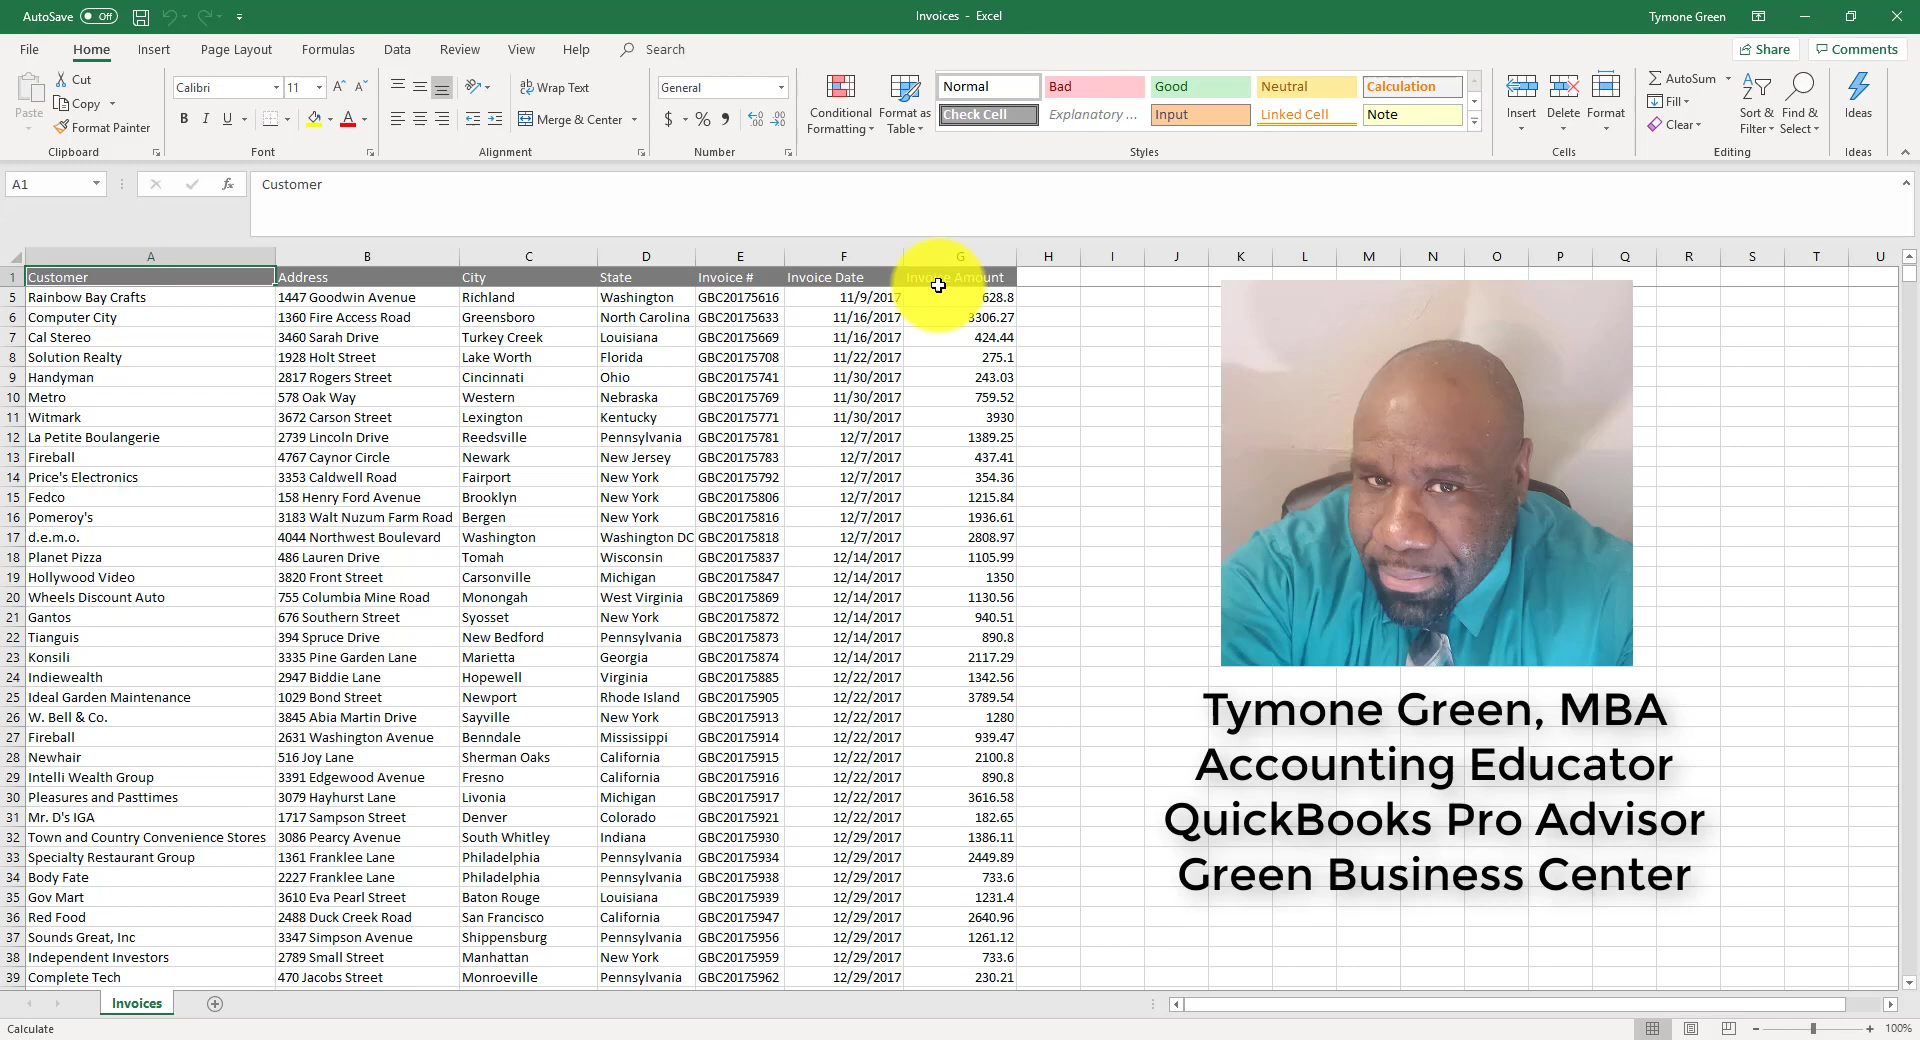 AutoSave Off Invoices - Excel Tymone Green
File Home Insert Page Layout Formulas Data Review View Help Search Share Comments
Cut
Copy
Format Painter
Paste
Clipboard
Calibri 11
B I U
Font
Wrap Text
Merge & Center
Alignment
General
$ %
Number
Conditional Formatting
Format as Table
Normal Bad Good Neutral Calculation
Check Cell Explanatory ... Input Linked Cell Note
Styles
Insert Delete Format
Cells
AutoSum
Fill
Clear
Sort & Filter
Find & Select
Editing
Ideas
Ideas
A1 fx Customer
A B C D E F G H I J K L M N O P Q R S T U
1 Customer Address City State Invoice # Invoice Date Invoice Amount
5 Rainbow Bay Crafts 1447 Goodwin Avenue Richland Washington GBC20175616 11/9/2017 628.8
6 Computer City 1360 Fire Access Road Greensboro North Carolina GBC20175633 11/16/2017 3306.27
7 Cal Stereo 3460 Sarah Drive Turkey Creek Louisiana GBC20175669 11/16/2017 424.44
8 Solution Realty 1928 Holt Street Lake Worth Florida GBC20175708 11/22/2017 275.1
9 Handyman 2817 Rogers Street Cincinnati Ohio GBC20175741 11/30/2017 243.03
10 Metro 578 Oak Way Western Nebraska GBC20175769 11/30/2017 759.52
11 Witmark 3672 Carson Street Lexington Kentucky GBC20175771 11/30/2017 3930
12 La Petite Boulangerie 2739 Lincoln Drive Reedsville Pennsylvania GBC20175781 12/7/2017 1389.25
13 Fireball 4767 Caynor Circle Newark New Jersey GBC20175783 12/7/2017 437.41
14 Price's Electronics 3353 Caldwell Road Fairport New York GBC20175792 12/7/2017 354.36
15 Fedco 158 Henry Ford Avenue Brooklyn New York GBC20175806 12/7/2017 1215.84
16 Pomeroy's 3183 Walt Nuzum Farm Road Bergen New York GBC20175816 12/7/2017 1936.61
17 d.e.m.o. 4044 Northwest Boulevard Washington Washington DC GBC20175818 12/7/2017 2808.97
18 Planet Pizza 486 Lauren Drive Tomah Wisconsin GBC20175837 12/14/2017 1105.99
19 Hollywood Video 3820 Front Street Carsonville Michigan GBC20175847 12/14/2017 1350
20 Wheels Discount Auto 755 Columbia Mine Road Monongah West Virginia GBC20175869 12/14/2017 1130.56
21 Gantos 676 Southern Street Syosset New York GBC20175872 12/14/2017 940.51
22 Tianguis 394 Spruce Drive New Bedford Pennsylvania GBC20175873 12/14/2017 890.8
23 Konsili 3335 Pine Garden Lane Marietta Georgia GBC20175874 12/14/2017 2117.29
24 Indiewealth 2947 Biddie Lane Hopewell Virginia GBC20175885 12/22/2017 1342.56
25 Ideal Garden Maintenance 1029 Bond Street Newport Rhode Island GBC20175905 12/22/2017 3789.54
26 W. Bell & Co. 3845 Abia Martin Drive Sayville New York GBC20175913 12/22/2017 1280
27 Fireball 2631 Washington Avenue Benndale Mississippi GBC20175914 12/22/2017 939.47
28 Newhair 516 Joy Lane Sherman Oaks California GBC20175915 12/22/2017 2100.8
29 Intelli Wealth Group 3391 Edgewood Avenue Fresno California GBC20175916 12/22/2017 890.8
30 Pleasures and Pasttimes 3079 Hayhurst Lane Livonia Michigan GBC20175917 12/22/2017 3616.58
31 Mr. D's IGA 1717 Sampson Street Denver Colorado GBC20175921 12/22/2017 182.65
32 Town and Country Convenience Stores 3086 Pearcy Avenue South Whitley Indiana GBC20175930 12/29/2017 1386.11
33 Specialty Restaurant Group 1361 Franklee Lane Philadelphia Pennsylvania GBC20175934 12/29/2017 2449.89
34 Body Fate 2227 Franklee Lane Philadelphia Pennsylvania GBC20175938 12/29/2017 733.6
35 Gov Mart 3610 Eva Pearl Street Baton Rouge Louisiana GBC20175939 12/29/2017 1231.4
36 Red Food 2488 Duck Creek Road San Francisco California GBC20175947 12/29/2017 2640.96
37 Sounds Great, Inc 3347 Simpson Avenue Shippensburg Pennsylvania GBC20175956 12/29/2017 1261.12
38 Independent Investors 2789 Small Street Manhattan New York GBC20175959 12/29/2017 733.6
39 Complete Tech 470 Jacobs Street Monroeville Pennsylvania GBC20175962 12/29/2017 230.21
Tymone Green, MBA
Accounting Educator
QuickBooks Pro Advisor
Green Business Center
Invoices
Calculate 100%